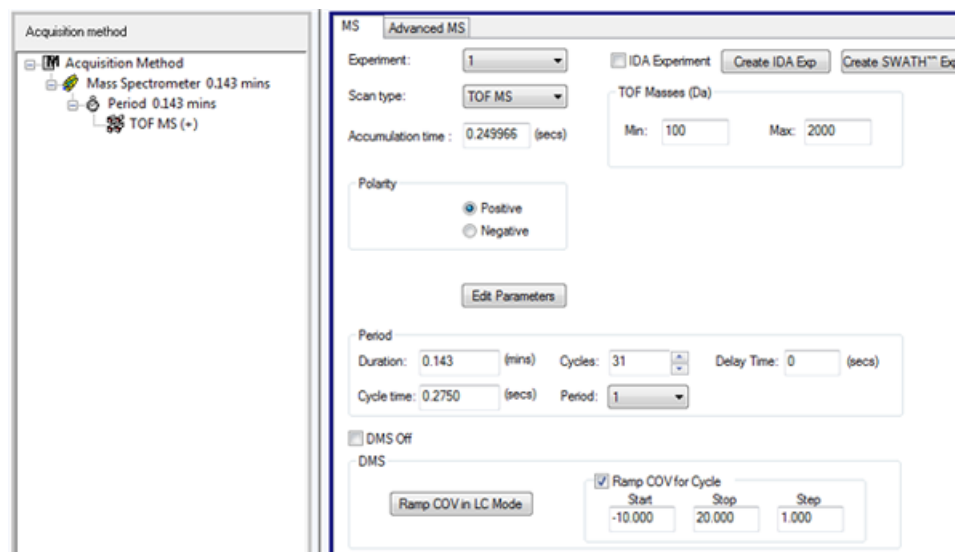 Acquisition method
Acquisition Method
Mass Spectrometer 0.143 mins
Period 0.143 mins
TOF MS (+)
MS Advanced MS
Experiment: 1 IDA Experiment Create IDA Exp Create SWATH™ Exp
Scan type: TOF MS TOF Masses (Da)
Accumulation time : 0.249966 (secs) Min: 100 Max: 2000
Polarity
Positive
Negative
Edit Parameters
Period
Duration: 0.143 (mins) Cycles: 31 Delay Time: 0 (secs)
Cycle time: 0.2750 (secs) Period: 1
DMS Off
DMS
Ramp COV for Cycle
Ramp COV in LC Mode Start Stop Step
-10.000 20.000 1.000